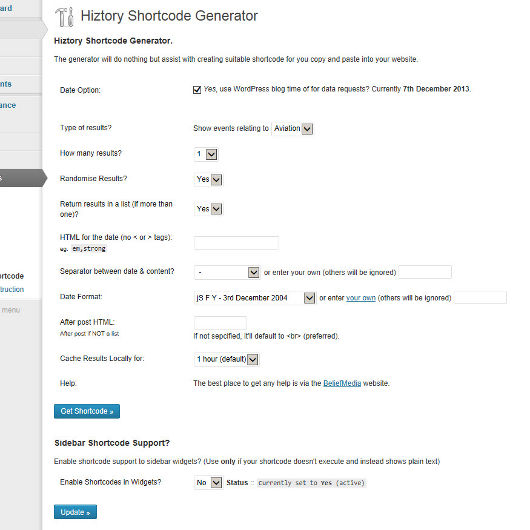 ard
Hiztory Shortcode Generator
Hiztory Shortcode Generator.
The generator will do nothing but assist with creating suitable shortcode for you copy and paste into your website.
nts
Date Option:
Yes, use WordPress blog time of for data requests? Currently 7th December 2013.
ance
Type of results?
Show events relating to Aviation
How many results?
1
s
Randomise Results?
Yes
Return results in a list (if more than
one)?
Yes
HTML for the date (no < or > tags):
eg. em,strong
Separator between date & content?
- or enter your own (others will be ignored)
rtcode
truction
Date Format:
jS F Y - 3rd December 2004 or enter your own (others will be ignored)
menu
After post HTML:
After post if NOT a list
If not sepcified, it'll default to <br> (preferred).
Cache Results Locally for:
1 hour (default)
Help:
The best place to get any help is via the BeliefMedia website.
Get Shortcode »
Sidebar Shortcode Support?
Enable shortcode support to sidebar widgets? (Use only if your shortcode doesn't execute and instead shows plain text)
Enable Shortcodes in Widgets?
No Status :: currently set to Yes (active)
Update »